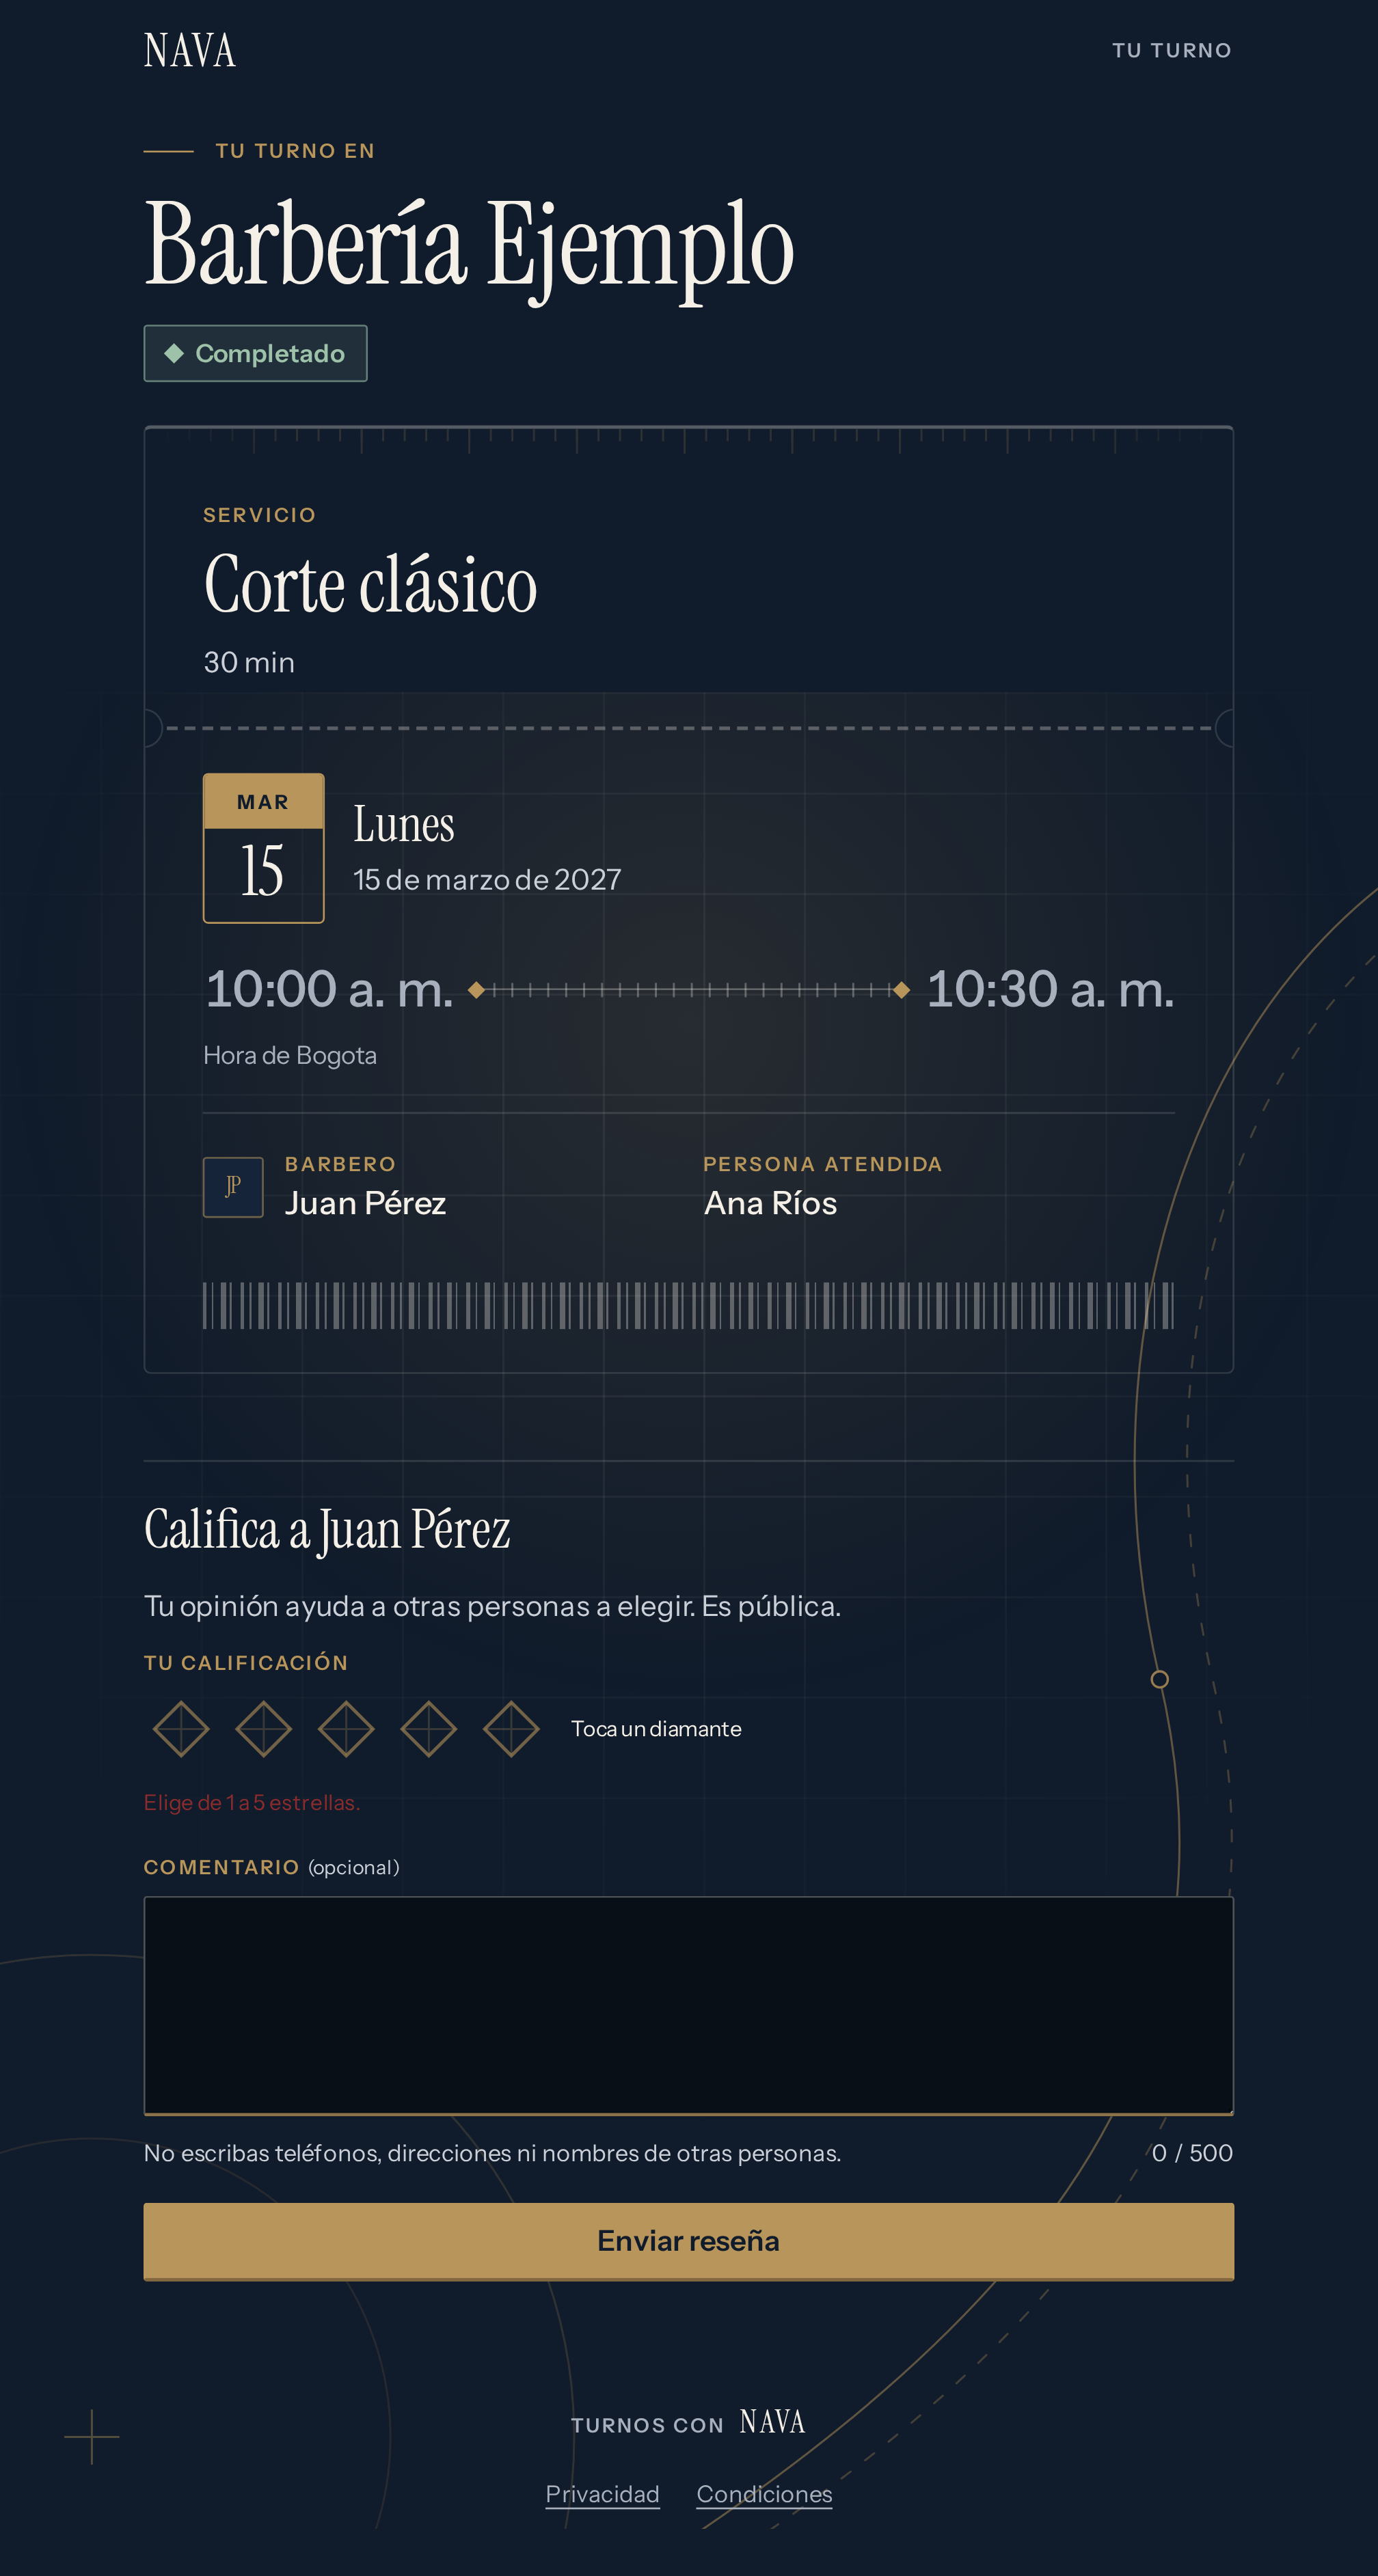 NAVA
TU TURNO
TU TURNO EN
Barbería Ejemplo
Completado
SERVICIO
Corte clásico
30 min
MAR
15
Lunes
15 de marzo de 2027
10:00 a. m.
10:30 a. m.
Hora de Bogota
JP
BARBERO
Juan Pérez
PERSONA ATENDIDA
Ana Ríos
Califica a Juan Pérez
Tu opinión ayuda a otras personas a elegir. Es pública.
TU CALIFICACIÓN
Toca un diamante
Elige de 1 a 5 estrellas.
COMENTARIO (opcional)
No escribas teléfonos, direcciones ni nombres de otras personas.
0 / 500
Enviar reseña
TURNOS CON NAVA
Privacidad Condiciones